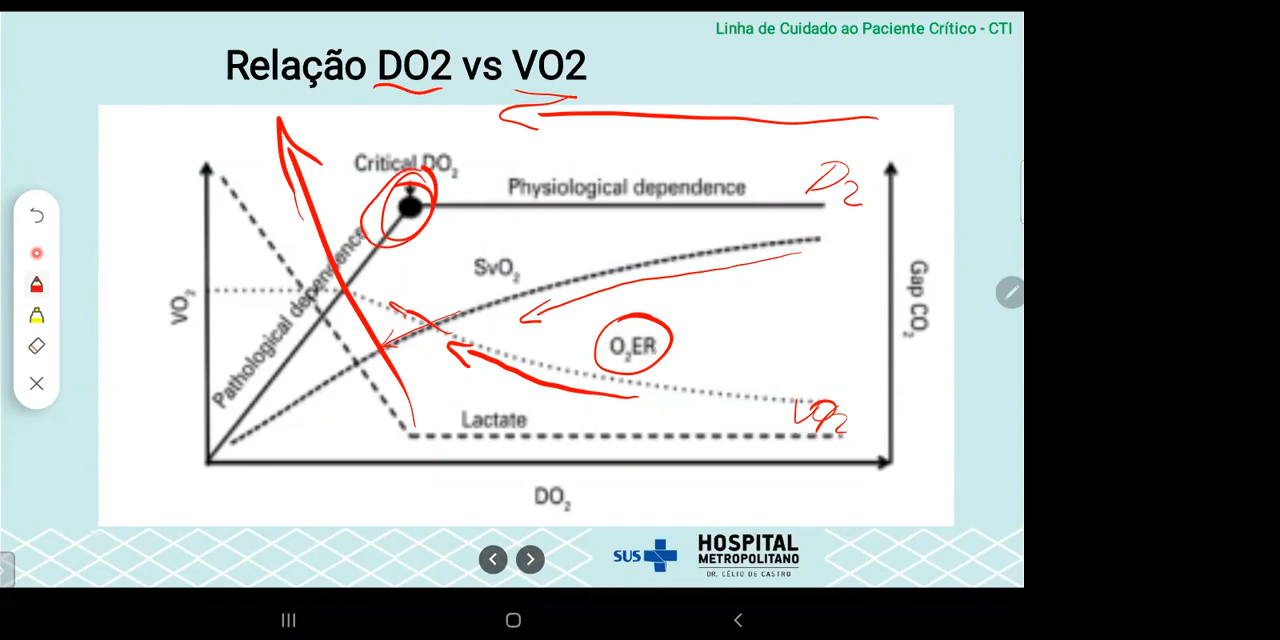 Linha de Cuidado ao Paciente Crítico - CTI
Relação DO2 vs VO2
Critical DO₂
Physiological dependence
D₂
Pathological dependence
SvO₂
VO₂
Gap CO₂
O₂ER
Lactate
VO₂
DO₂
SUS
HOSPITAL
METROPOLITANO
DR. CÉLIO DE CASTRO